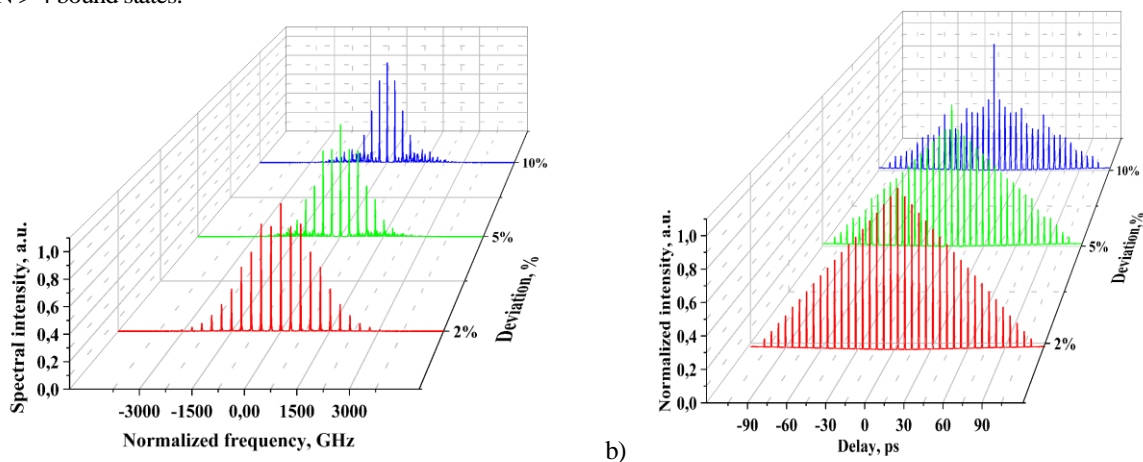 N > 4 bound states.
10%
5%
2%
Deviation, %
1,0
0,8
0,6
0,4
0,2
0,0
Spectral intensity, a.u.
-3000 -1500 0,00 1500 3000
Normalized frequency, GHz
b)
10%
5%
2%
Deviation,%
1,0
0,8
0,6
0,4
0,2
0,0
Normalized intensity, a.u.
-90 -60 -30 0 30 60 90
Delay, ps